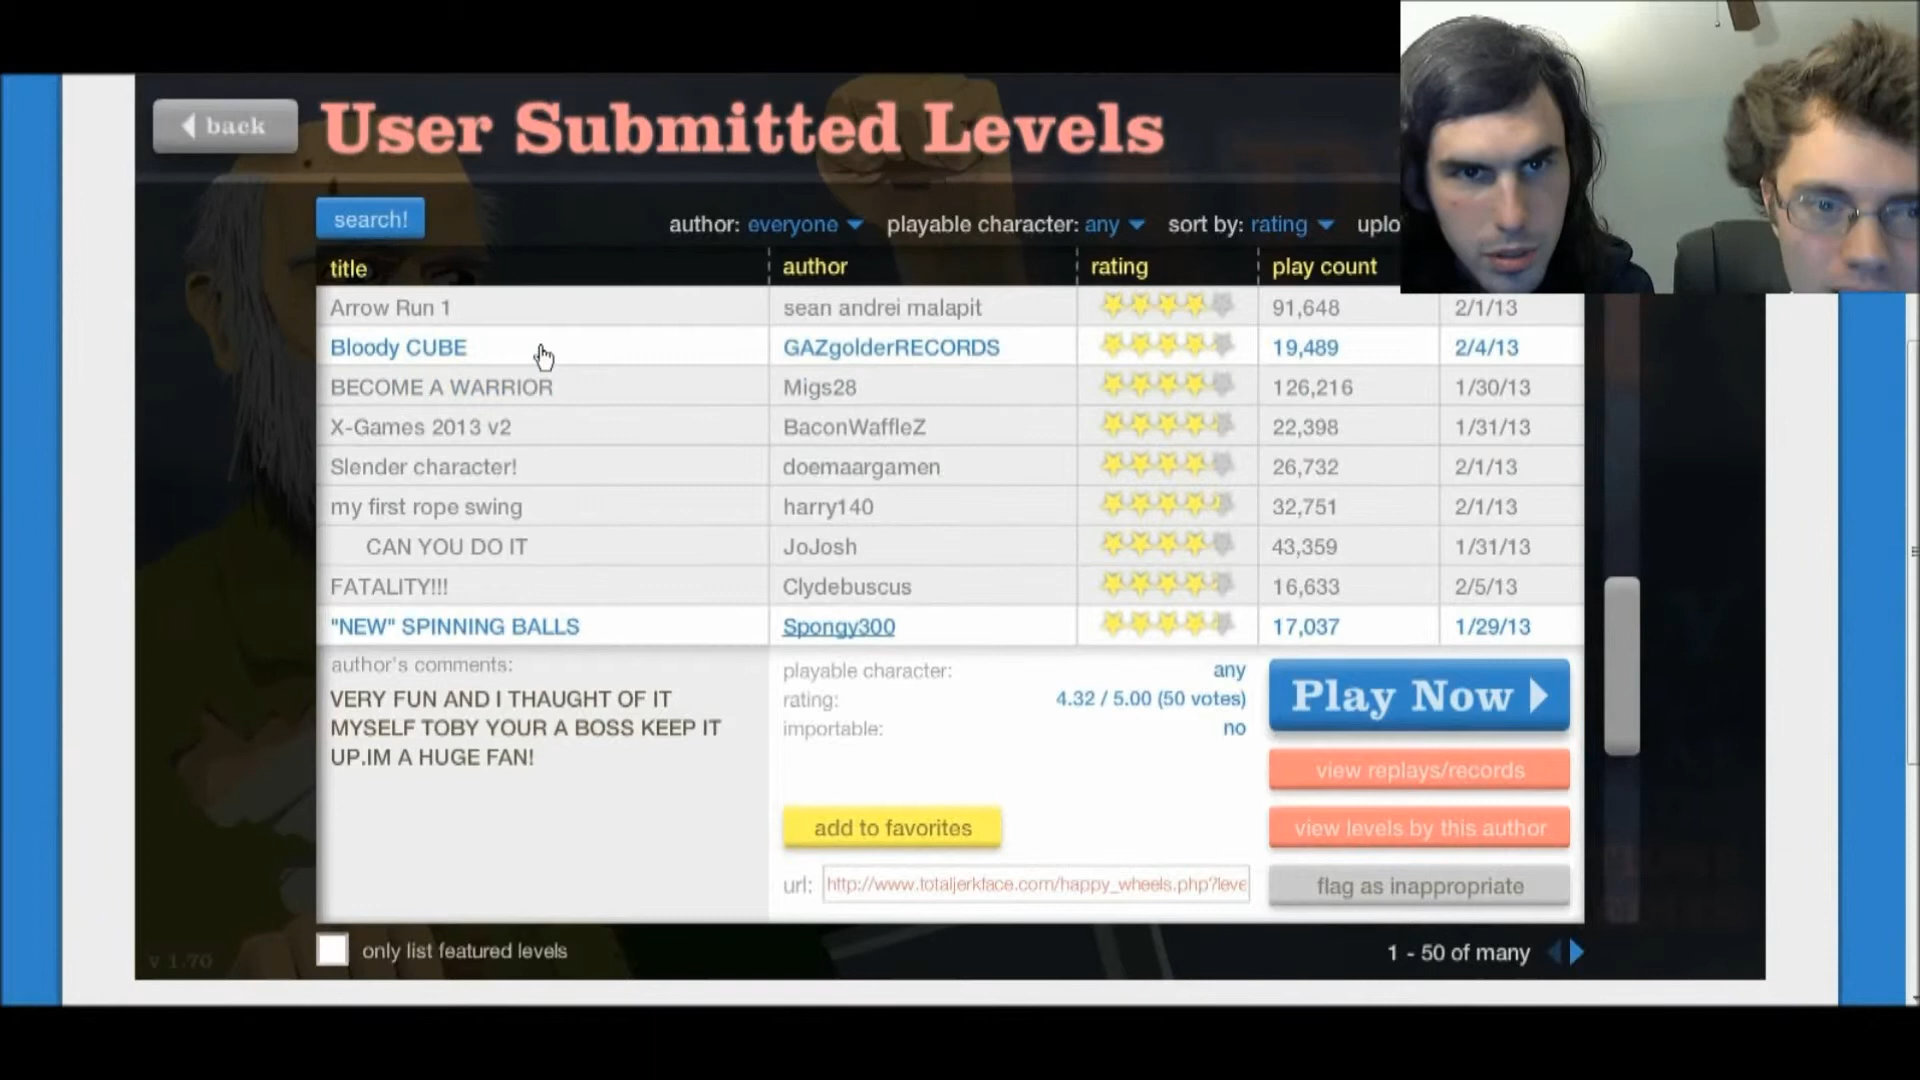 back
User Submitted Levels
search!
author: everyone playable character: any sort by: rating uplo
title author rating play count
Arrow Run 1 sean andrei malapit 91,648 2/1/13
Bloody CUBE GAZgolderRECORDS 19,489 2/4/13
BECOME A WARRIOR Migs28 126,216 1/30/13
X-Games 2013 v2 BaconWaffleZ 22,398 1/31/13
Slender character! doemaargamen 26,732 2/1/13
my first rope swing harry140 32,751 2/1/13
CAN YOU DO IT JoJosh 43,359 1/31/13
FATALITY!!! Clydebuscus 16,633 2/5/13
"NEW" SPINNING BALLS Spongy300 17,037 1/29/13
author's comments:
VERY FUN AND I THAUGHT OF IT
MYSELF TOBY YOUR A BOSS KEEP IT
UP.IM A HUGE FAN!
playable character: any
rating: 4.32 / 5.00 (50 votes)
importable: no
add to favorites
url: http://www.totaljerkface.com/happy_wheels.php?leve
Play Now
view replays/records
view levels by this author
flag as inappropriate
v 1.70
only list featured levels
1 - 50 of many